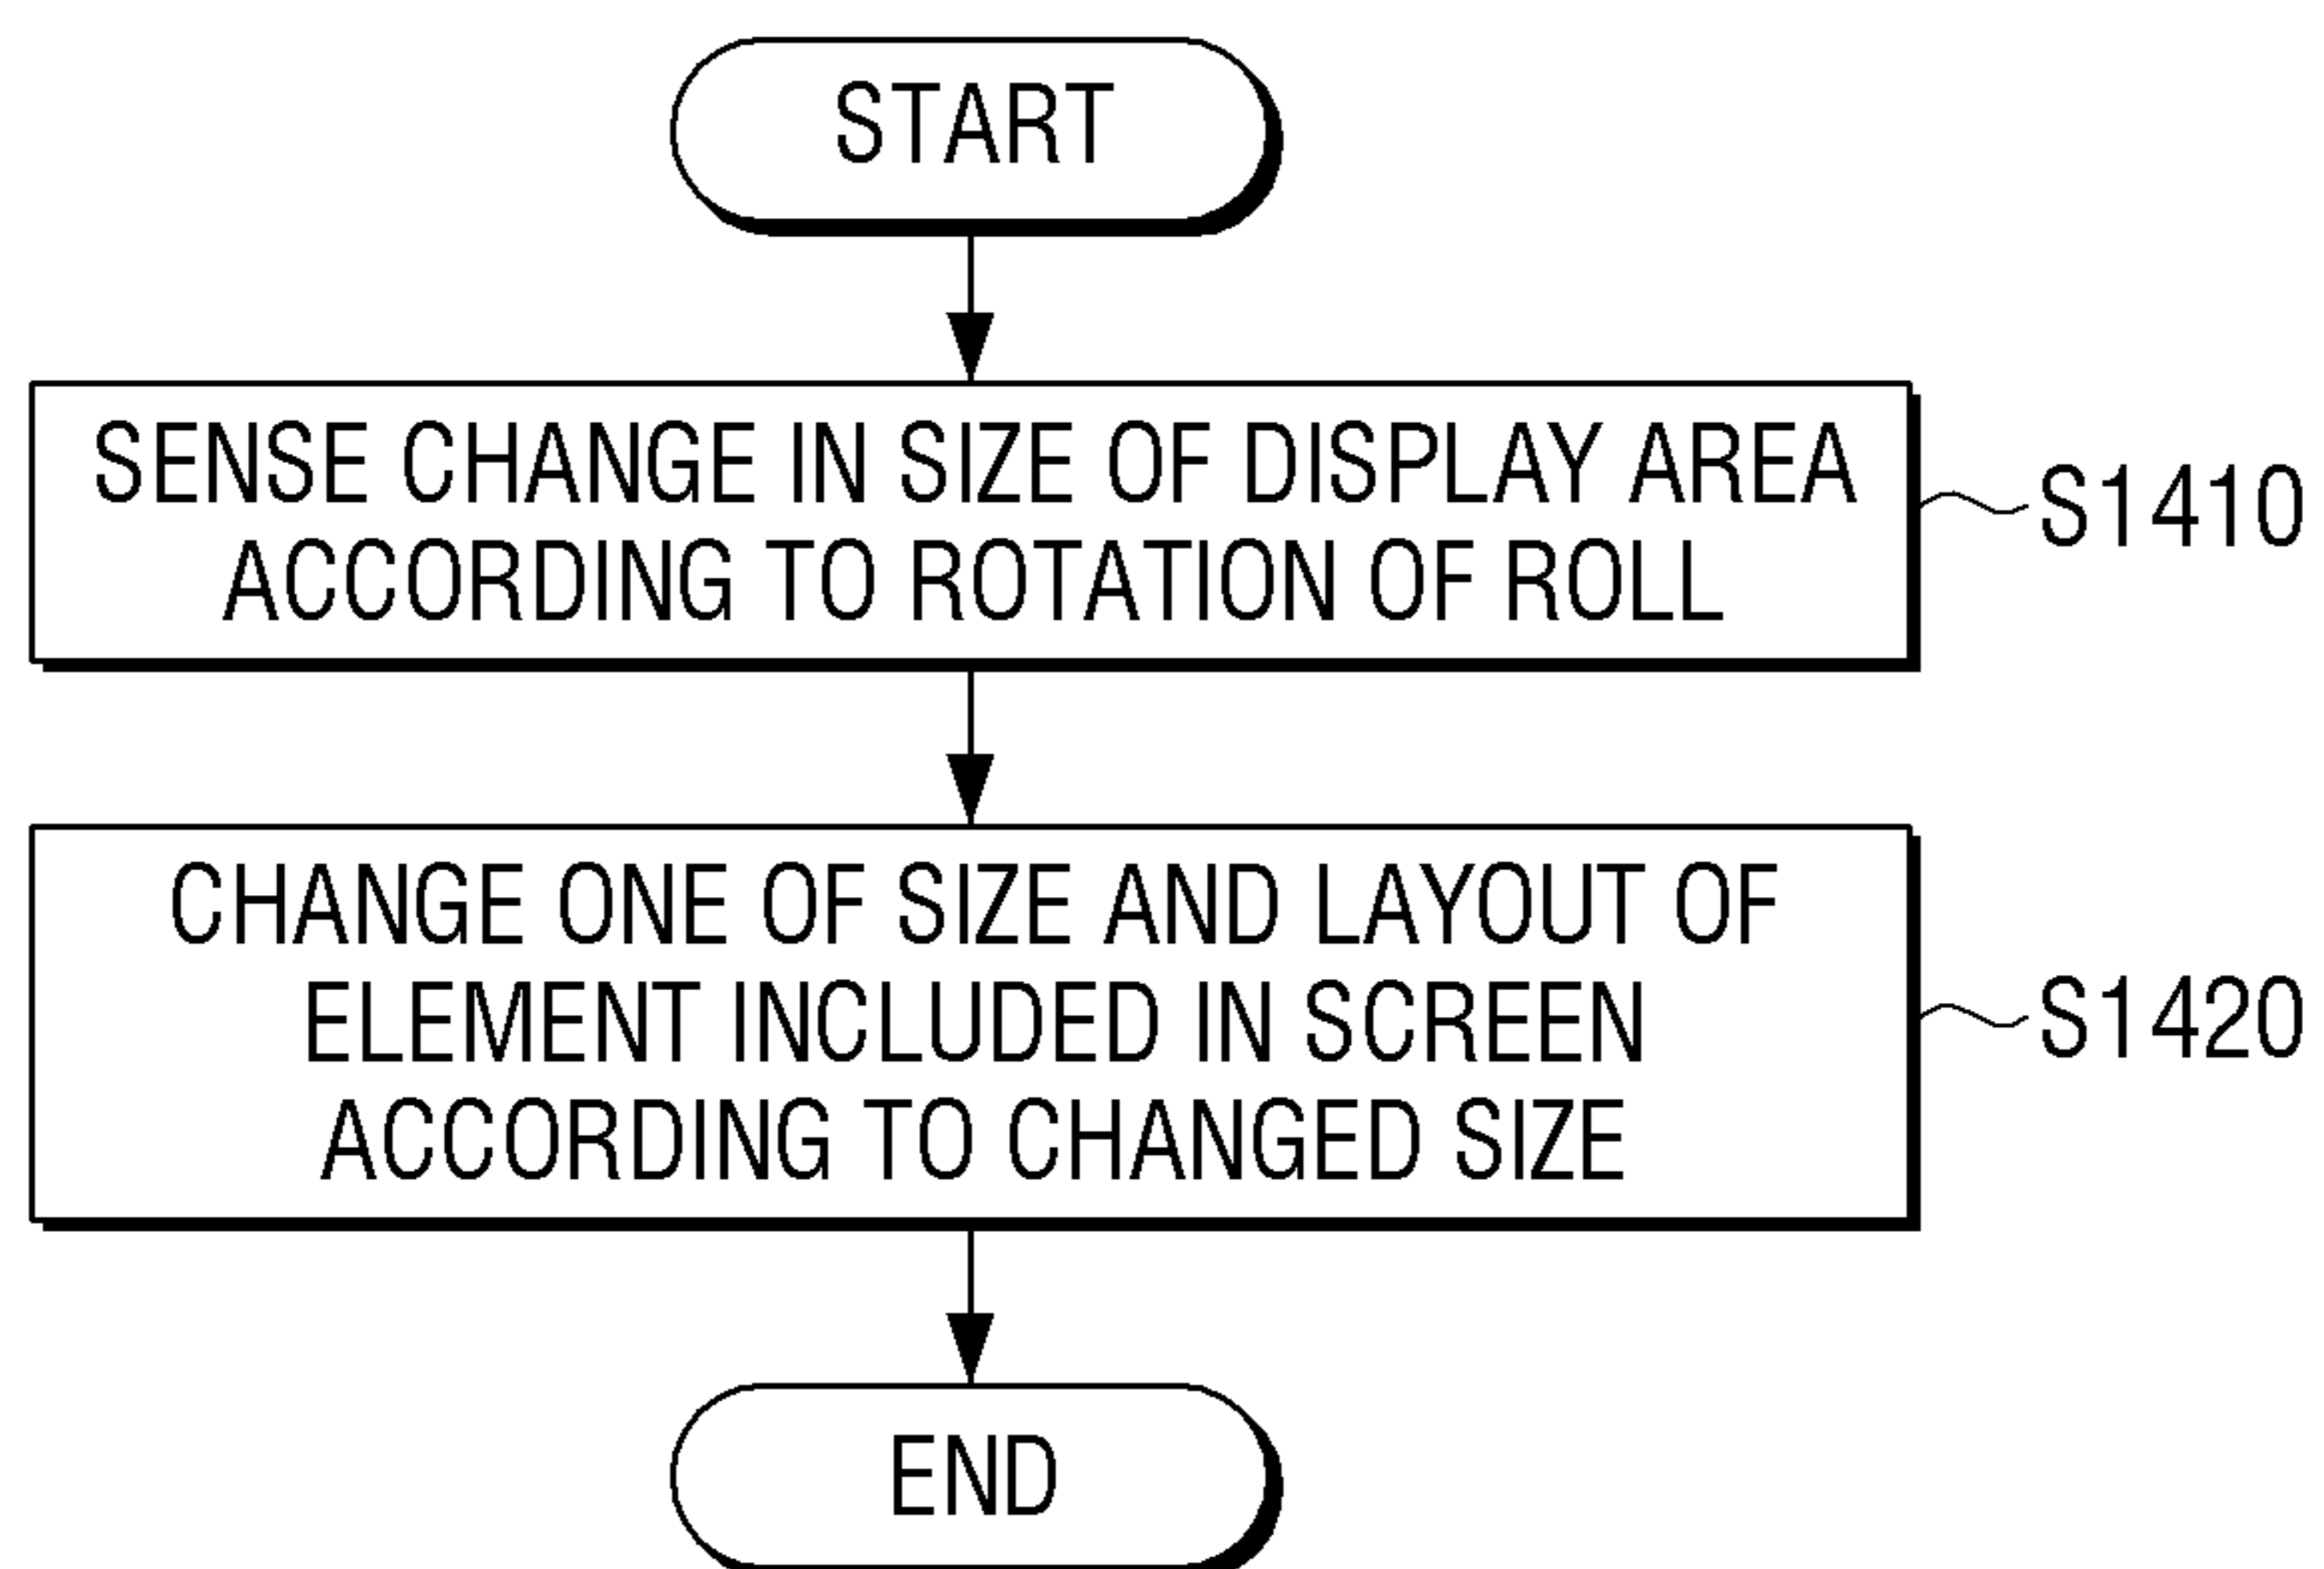 START
SENSE CHANGE IN SIZE OF DISPLAY AREA
ACCORDING TO ROTATION OF ROLL
S1410
CHANGE ONE OF SIZE AND LAYOUT OF
ELEMENT INCLUDED IN SCREEN
ACCORDING TO CHANGED SIZE
S1420
END